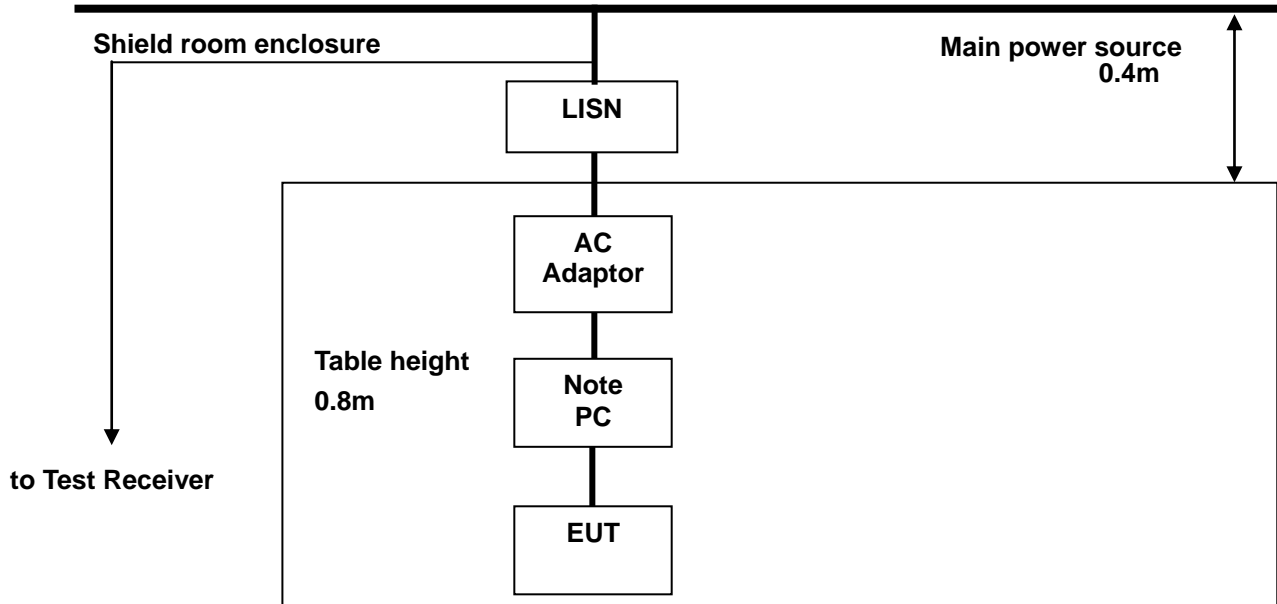 Shield room enclosure
Main power source
0.4m
LISN
AC
Adaptor
Table height
0.8m
Note
PC
to Test Receiver
EUT